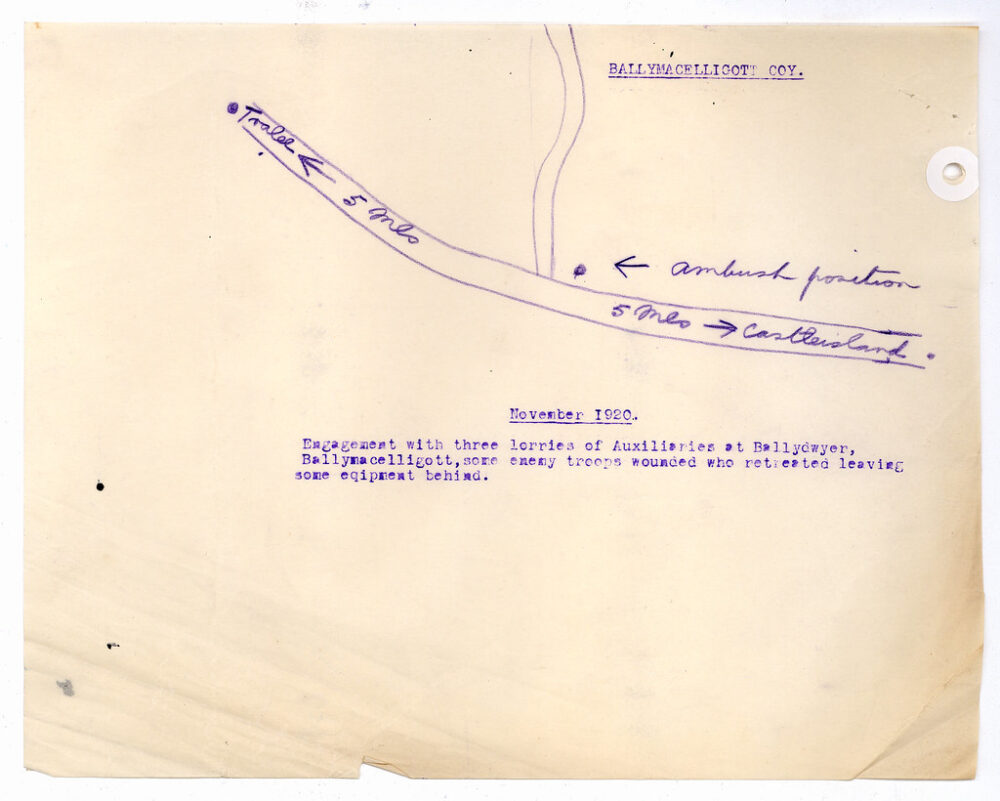 BALLYMACELLIGOTT COY.
Tralee ←
5 Mls
← ambush position
5 Mls → Castleisland
November 1920.
Engagement with three lorries of Auxiliaries at Ballydwyer,
Ballymacelligott,some enemy troops wounded who retreated leaving
some eqipment behind.